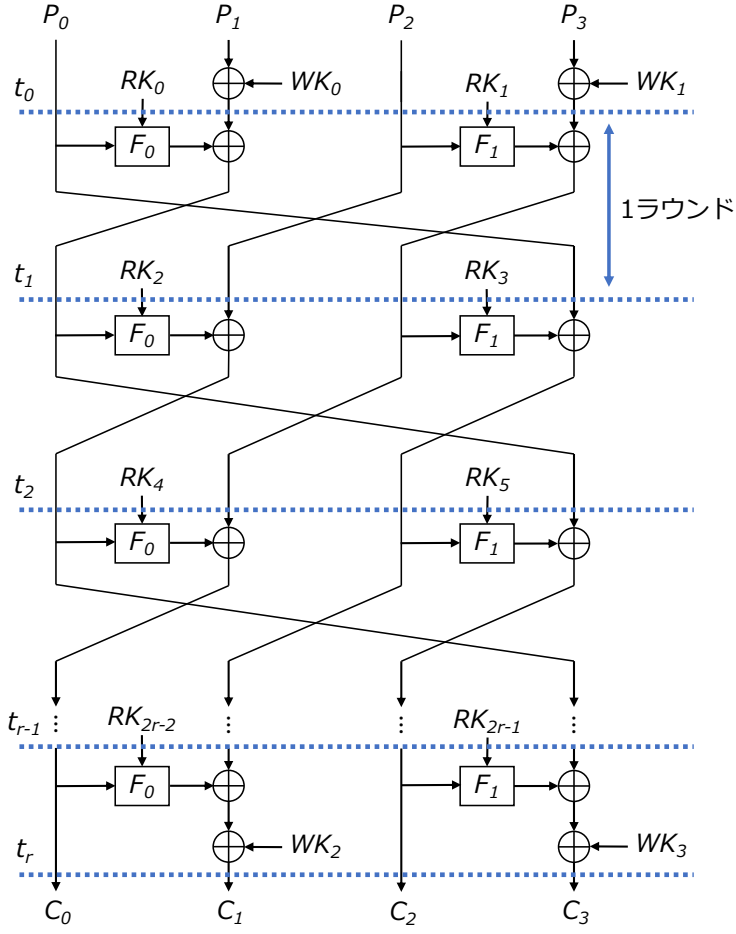 P0 P1 P2 P3
WK0 WK1
t0 RK0 RK1
F0 F1
1ラウンド
t1 RK2 RK3
F0 F1
t2 RK4 RK5
F0 F1
tr-1 ⋮ RK2r-2 ⋮ RK2r-1 ⋮ ⋮
F0 F1
WK2 WK3
tr
C0 C1 C2 C3